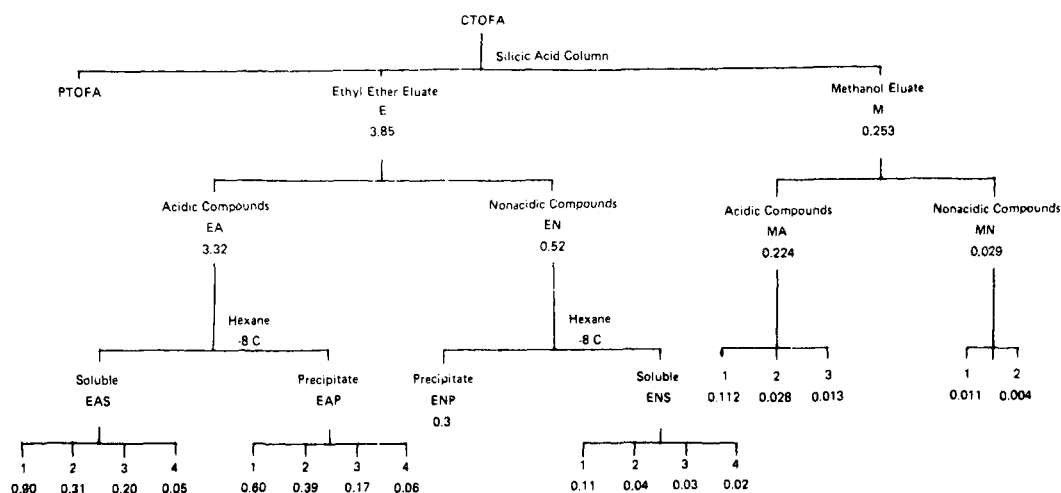 CTOFA
Silicic Acid Column
PTOFA
Ethyl Ether Eluate
E
3.85
Methanol Eluate
M
0.253
Acidic Compounds
EA
3.32
Nonacidic Compounds
EN
0.52
Acidic Compounds
MA
0.224
Nonacidic Compounds
MN
0.029
Hexane
-8 C
Hexane
-8 C
Soluble
EAS
Precipitate
EAP
Precipitate
ENP
0.3
Soluble
ENS
1 2 3
0.112 0.028 0.013
1 2
0.011 0.004
1 2 3 4
0.90 0.31 0.20 0.05
1 2 3 4
0.60 0.39 0.17 0.06
1 2 3 4
0.11 0.04 0.03 0.02